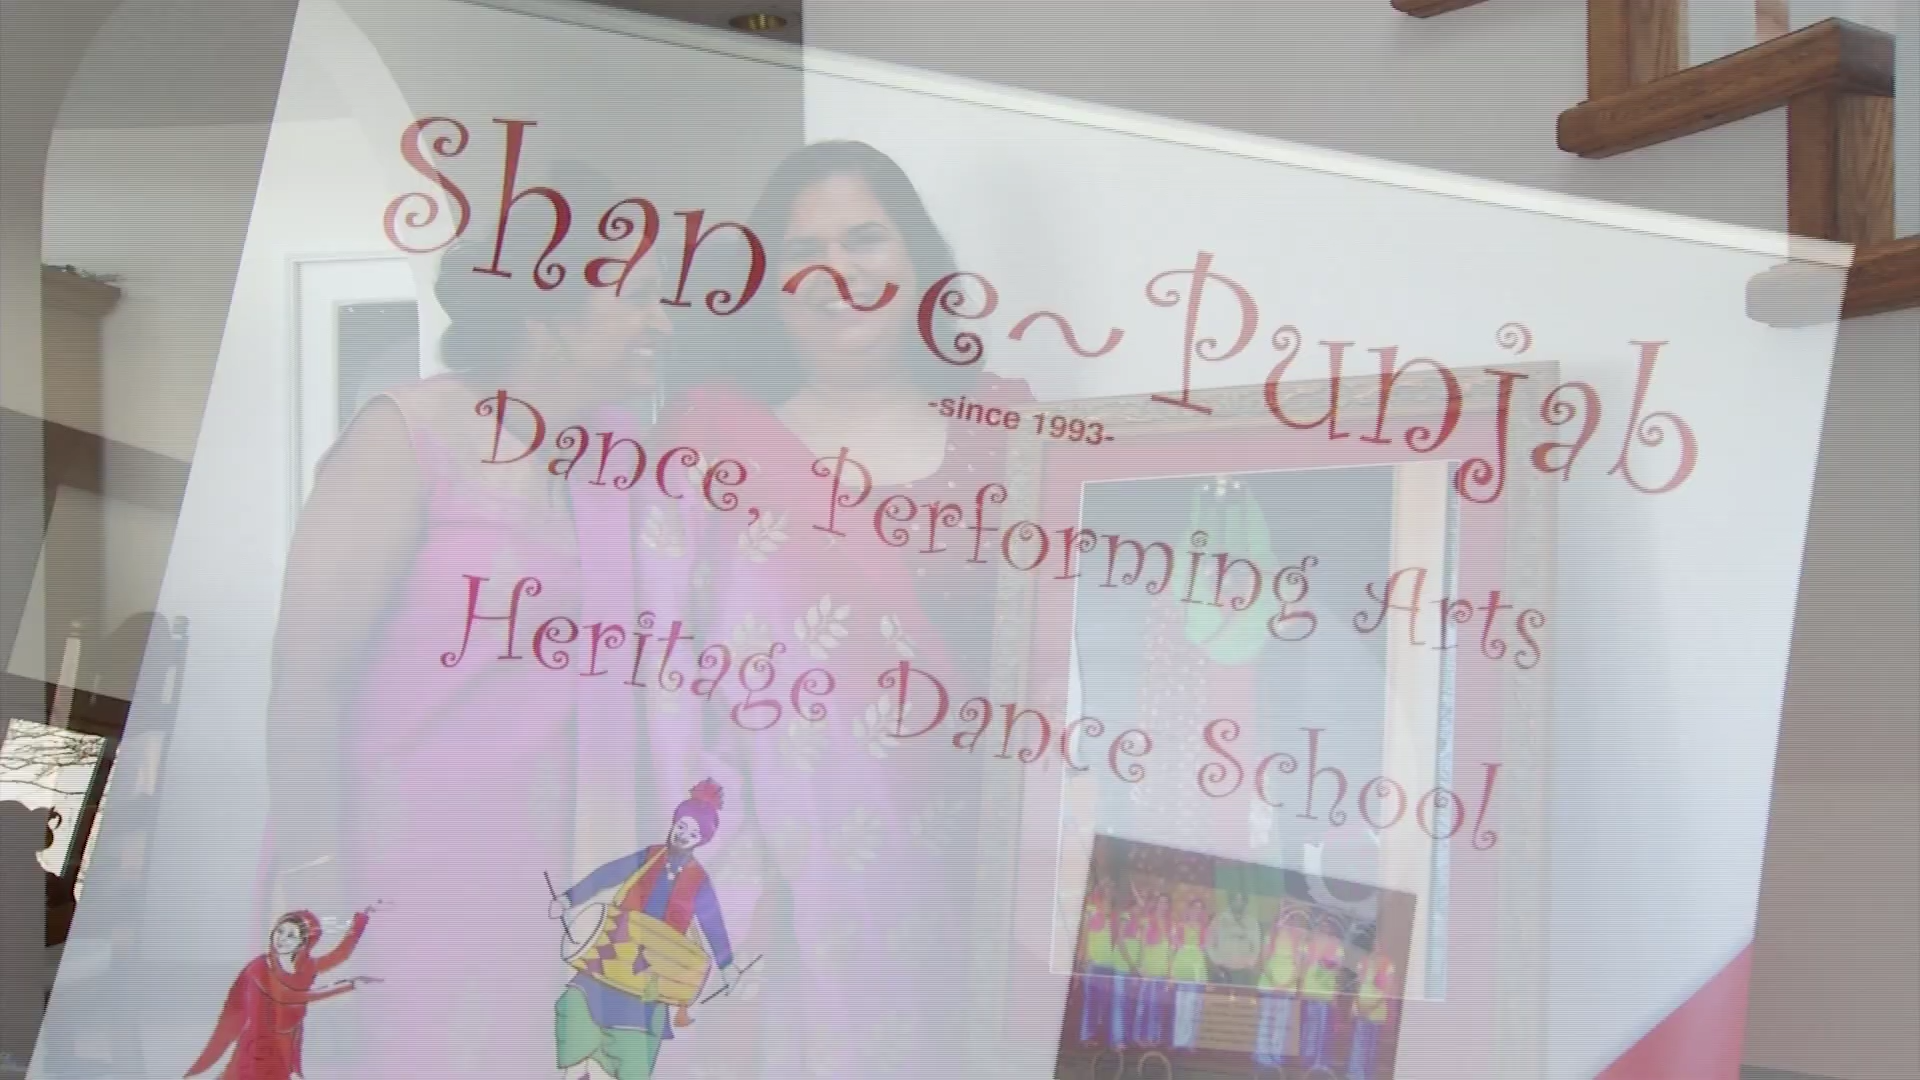 Shan~e~Punjab
-since 1993-
Dance, Performing Arts
Heritage Dance School